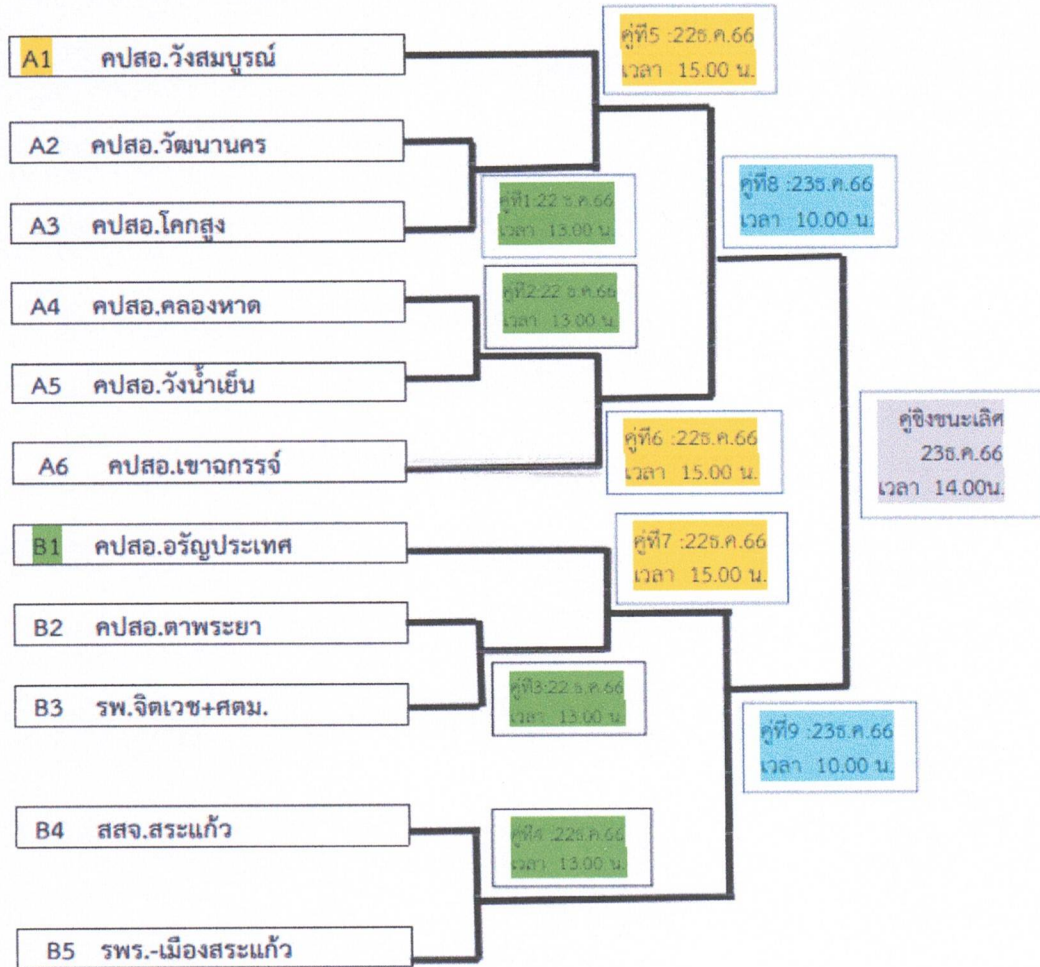 A1 คปสอ.วังสมบูรณ์
คู่ที่5 :22ธ.ค.66
เวลา 15.00 น.
A2 คปสอ.วัฒนานคร
A3 คปสอ.โคกสูง
คู่ที่1:22 ธ.ค.66
เวลา 13.00 น.
คู่ที่8 :23ธ.ค.66
เวลา 10.00 น.
A4 คปสอ.คลองหาด
คู่ที่2:22 ธ.ค.66
เวลา 13.00 น.
A5 คปสอ.วังน้ำเย็น
A6 คปสอ.เขาฉกรรจ์
คู่ที่6 :22ธ.ค.66
เวลา 15.00 น.
คู่ชิงชนะเลิศ
23ธ.ค.66
เวลา 14.00น.
B1 คปสอ.อรัญประเทศ
คู่ที่7 :22ธ.ค.66
เวลา 15.00 น.
B2 คปสอ.ตาพระยา
B3 รพ.จิตเวช+ศตม.
คู่ที่3:22 ธ.ค.66
เวลา 13.00 น.
คู่ที่9 :23ธ.ค.66
เวลา 10.00 น.
B4 สสจ.สระแก้ว
คู่ที่4 :22ธ.ค.66
เวลา 13.00 น.
B5 รพร.-เมืองสระแก้ว